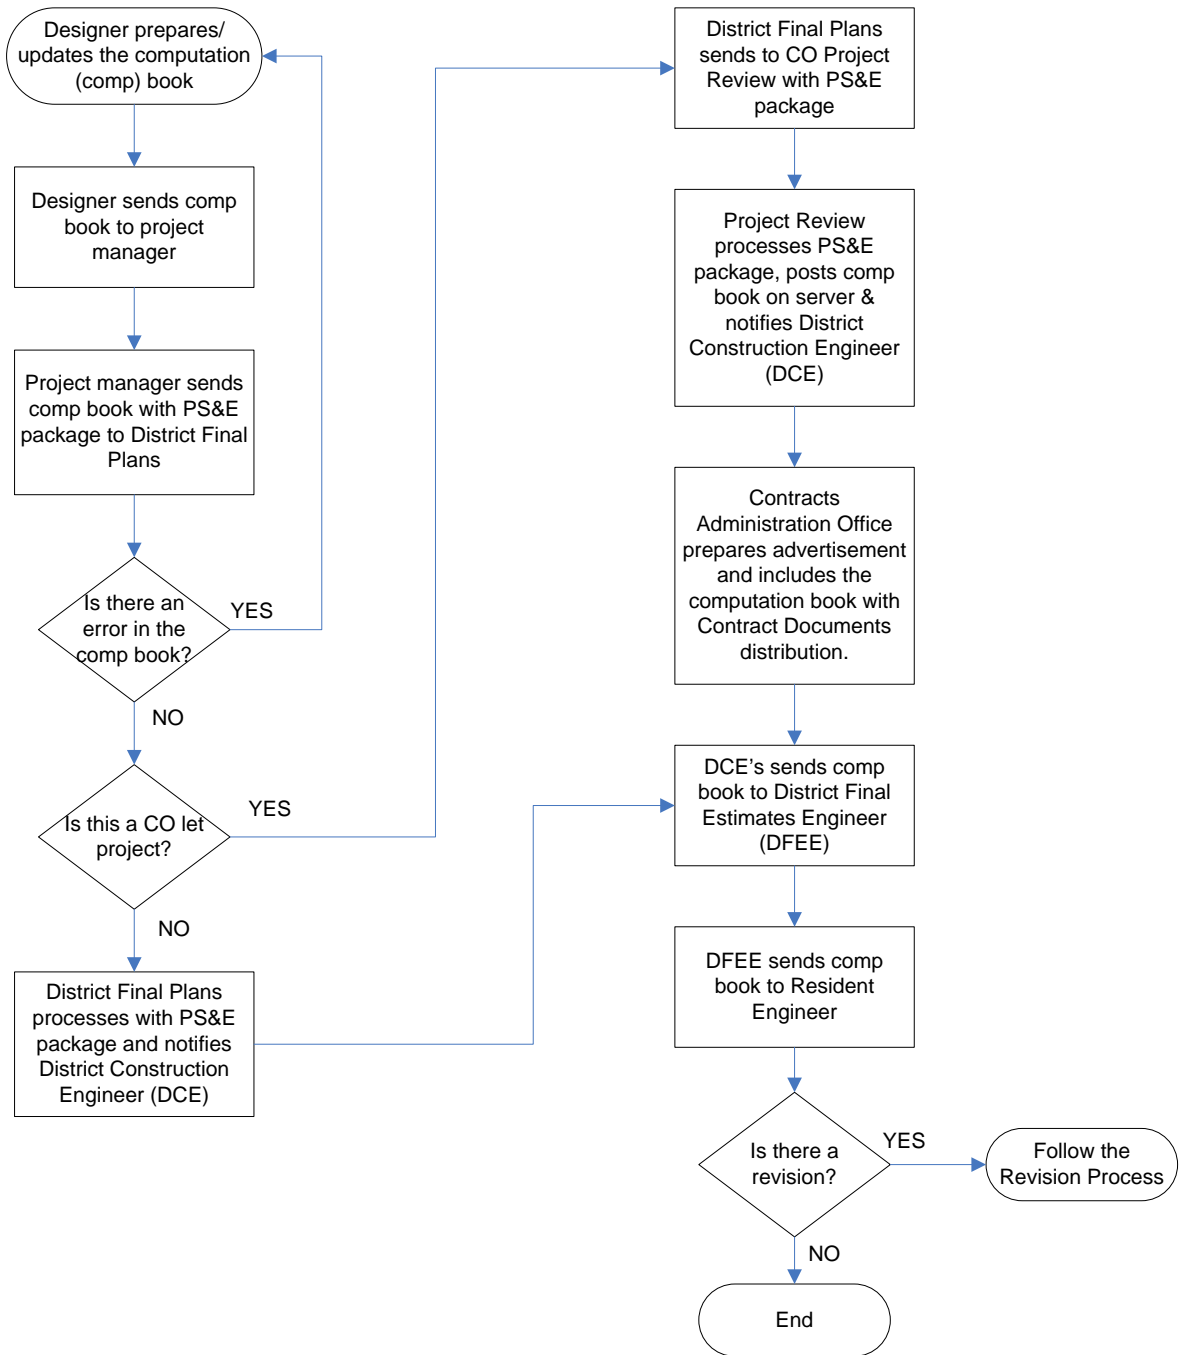 Designer prepares/
updates the computation
(comp) book
Designer sends comp
book to project
manager
Project manager sends
comp book with PS&E
package to District Final
Plans
Is there an
error in the
comp book?
YES
NO
Is this a CO let
project?
YES
NO
District Final Plans
processes with PS&E
package and notifies
District Construction
Engineer (DCE)
District Final Plans
sends to CO Project
Review with PS&E
package
Project Review
processes PS&E
package, posts comp
book on server &
notifies District
Construction Engineer
(DCE)
Contracts
Administration Office
prepares advertisement
and includes the
computation book with
Contract Documents
distribution.
DCE's sends comp
book to District Final
Estimates Engineer
(DFEE)
DFEE sends comp
book to Resident
Engineer
Is there a
revision?
YES
Follow the
Revision Process
NO
End